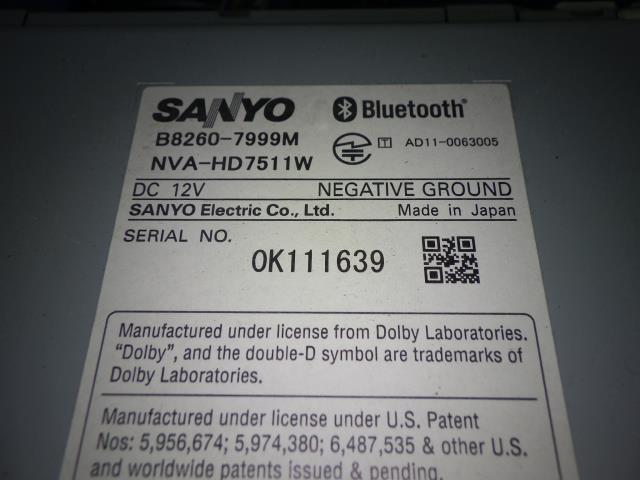 SANYO Bluetooth®
B8260-7999M
T AD11-0063005
NVA-HD7511W
DC 12V NEGATIVE GROUND
SANYO Electric Co., Ltd. Made in Japan
SERIAL NO.
0K111639
Manufactured under license from Dolby Laboratories.
"Dolby", and the double-D symbol are trademarks of
Dolby Laboratories.
Manufactured under license under U.S. Patent
Nos: 5,956,674; 5,974,380; 6,487,535 & other U.S.
and worldwide patents issued & pending.